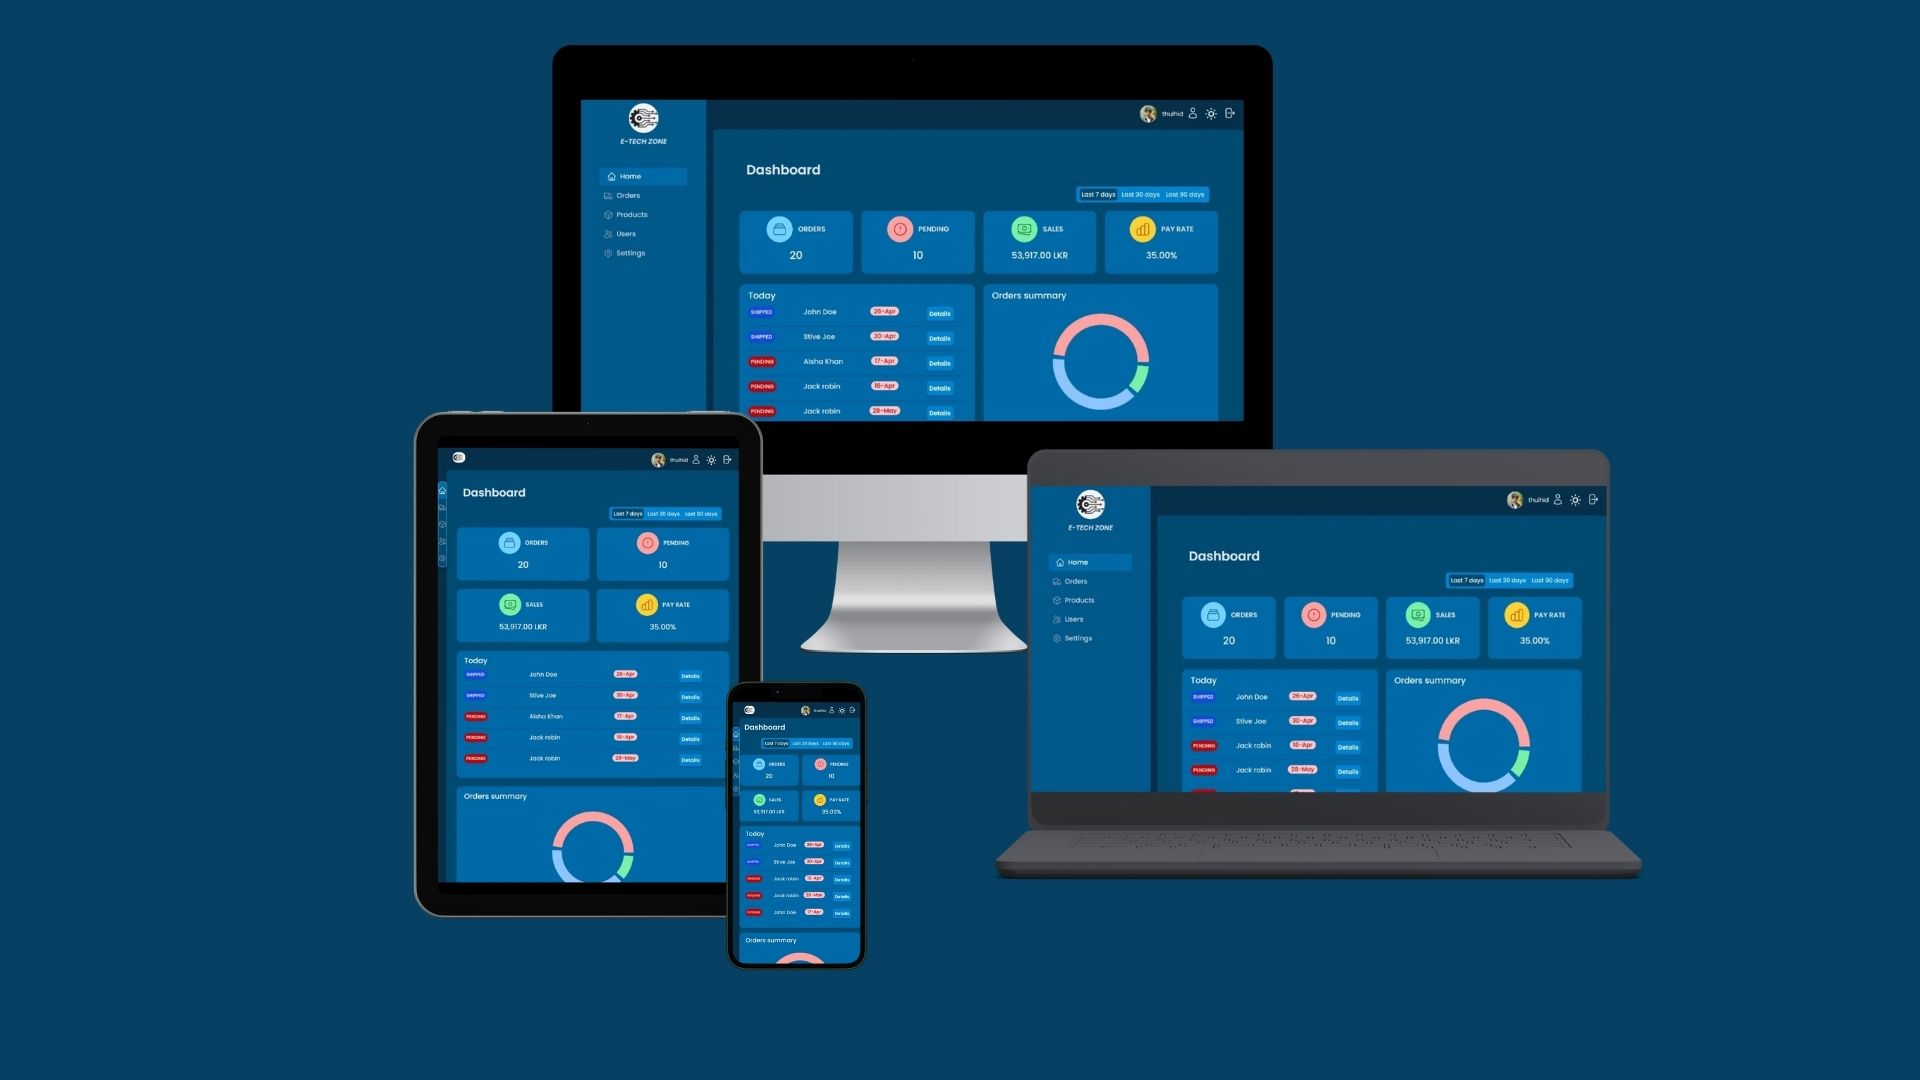 thulhid
E-TECH ZONE
Dashboard
Home
Last 7 days Last 30 days Last 90 days
Orders
Products
Users
Settings
ORDERS PENDING SALES PAY RATE
20 10 53,917.00 LKR 35.00%
Today Orders summary
SHIPPED John Doe 26-Apr Details
SHIPPED Stive Joe 30-Apr Details
PENDING Aisha Khan 17-Apr Details
PENDING Jack robin 16-Apr Details
PENDING Jack robin 28-May Details
thulhid
Dashboard
Last 7 days Last 30 days Last 90 days
ORDERS PENDING
20 10
SALES PAY RATE
53,917.00 LKR 35.00%
Today
SHIPPED John Doe 26-Apr Details
SHIPPED Stive Joe 30-Apr Details
PENDING Aisha Khan 17-Apr Details
PENDING Jack robin 16-Apr Details
PENDING Jack robin 28-May Details
Orders summary
thulhid
Dashboard
Last 7 days Last 30 days Last 90 days
ORDERS PENDING
20 10
SALES PAY RATE
53,917.00 LKR 35.00%
Today
SHIPPED John Doe 26-Apr Details
SHIPPED Stive Joe 30-Apr Details
PENDING Jack robin 16-Apr Details
PENDING Jack robin 28-May Details
PENDING John Doe 17-Apr Details
Orders summary
thulhid
E-TECH ZONE
Dashboard
Home
Last 7 days Last 30 days Last 90 days
Orders
Products
Users
Settings
ORDERS PENDING SALES PAY RATE
20 10 53,917.00 LKR 35.00%
Today Orders summary
SHIPPED John Doe 26-Apr Details
SHIPPED Stive Joe 30-Apr Details
PENDING Jack robin 16-Apr Details
PENDING Jack robin 28-May Details